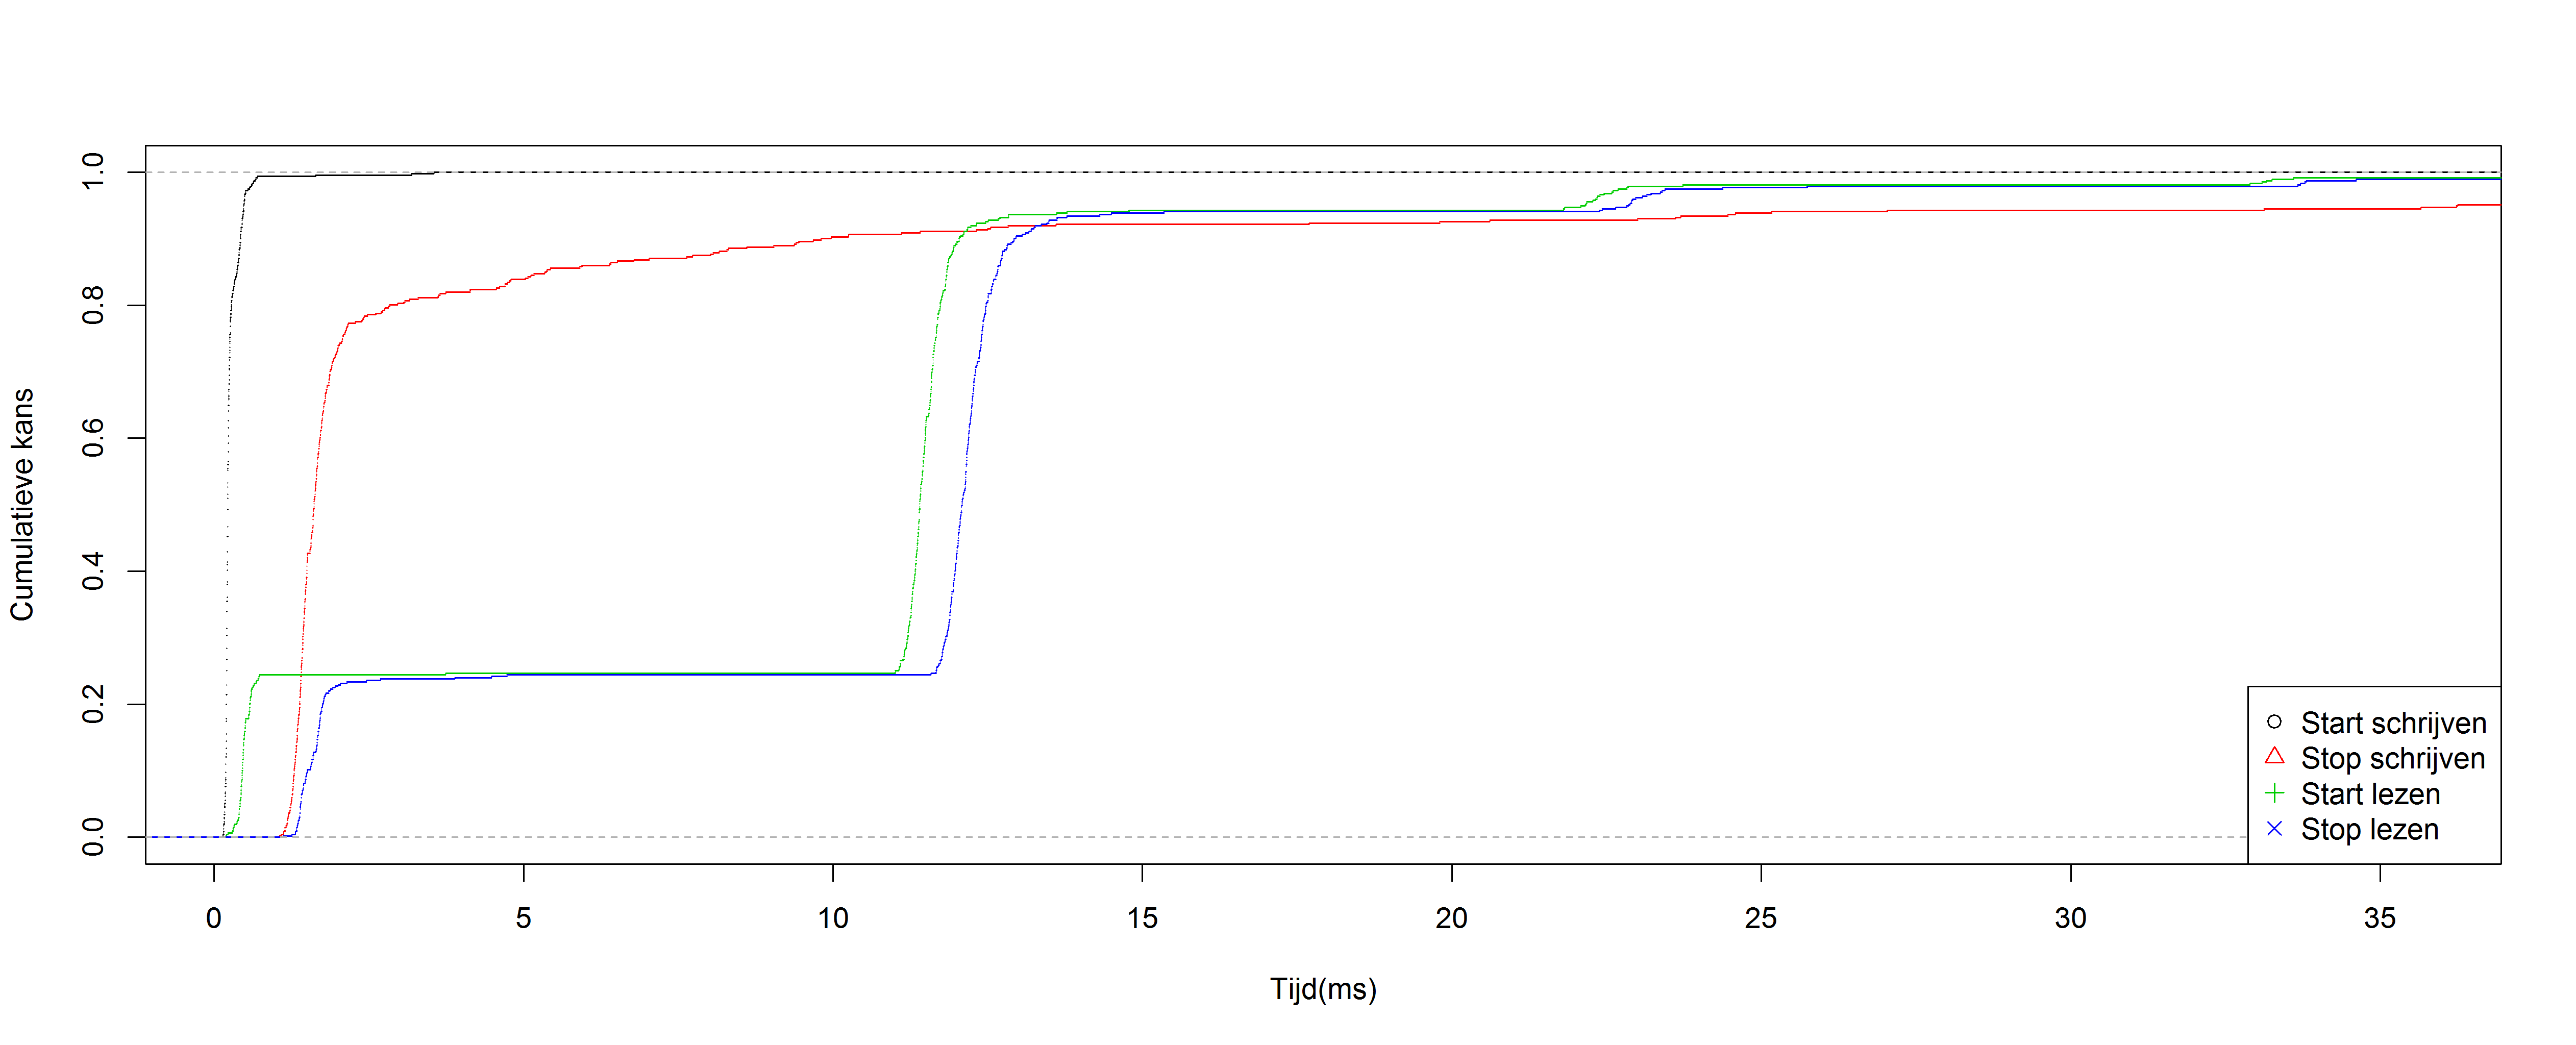 Cumulatieve kans
1.0
0.8
0.6
0.4
0.2
0.0
Start schrijven
Stop schrijven
Start lezen
Stop lezen
0 5 10 15 20 25 30 35
Tijd(ms)